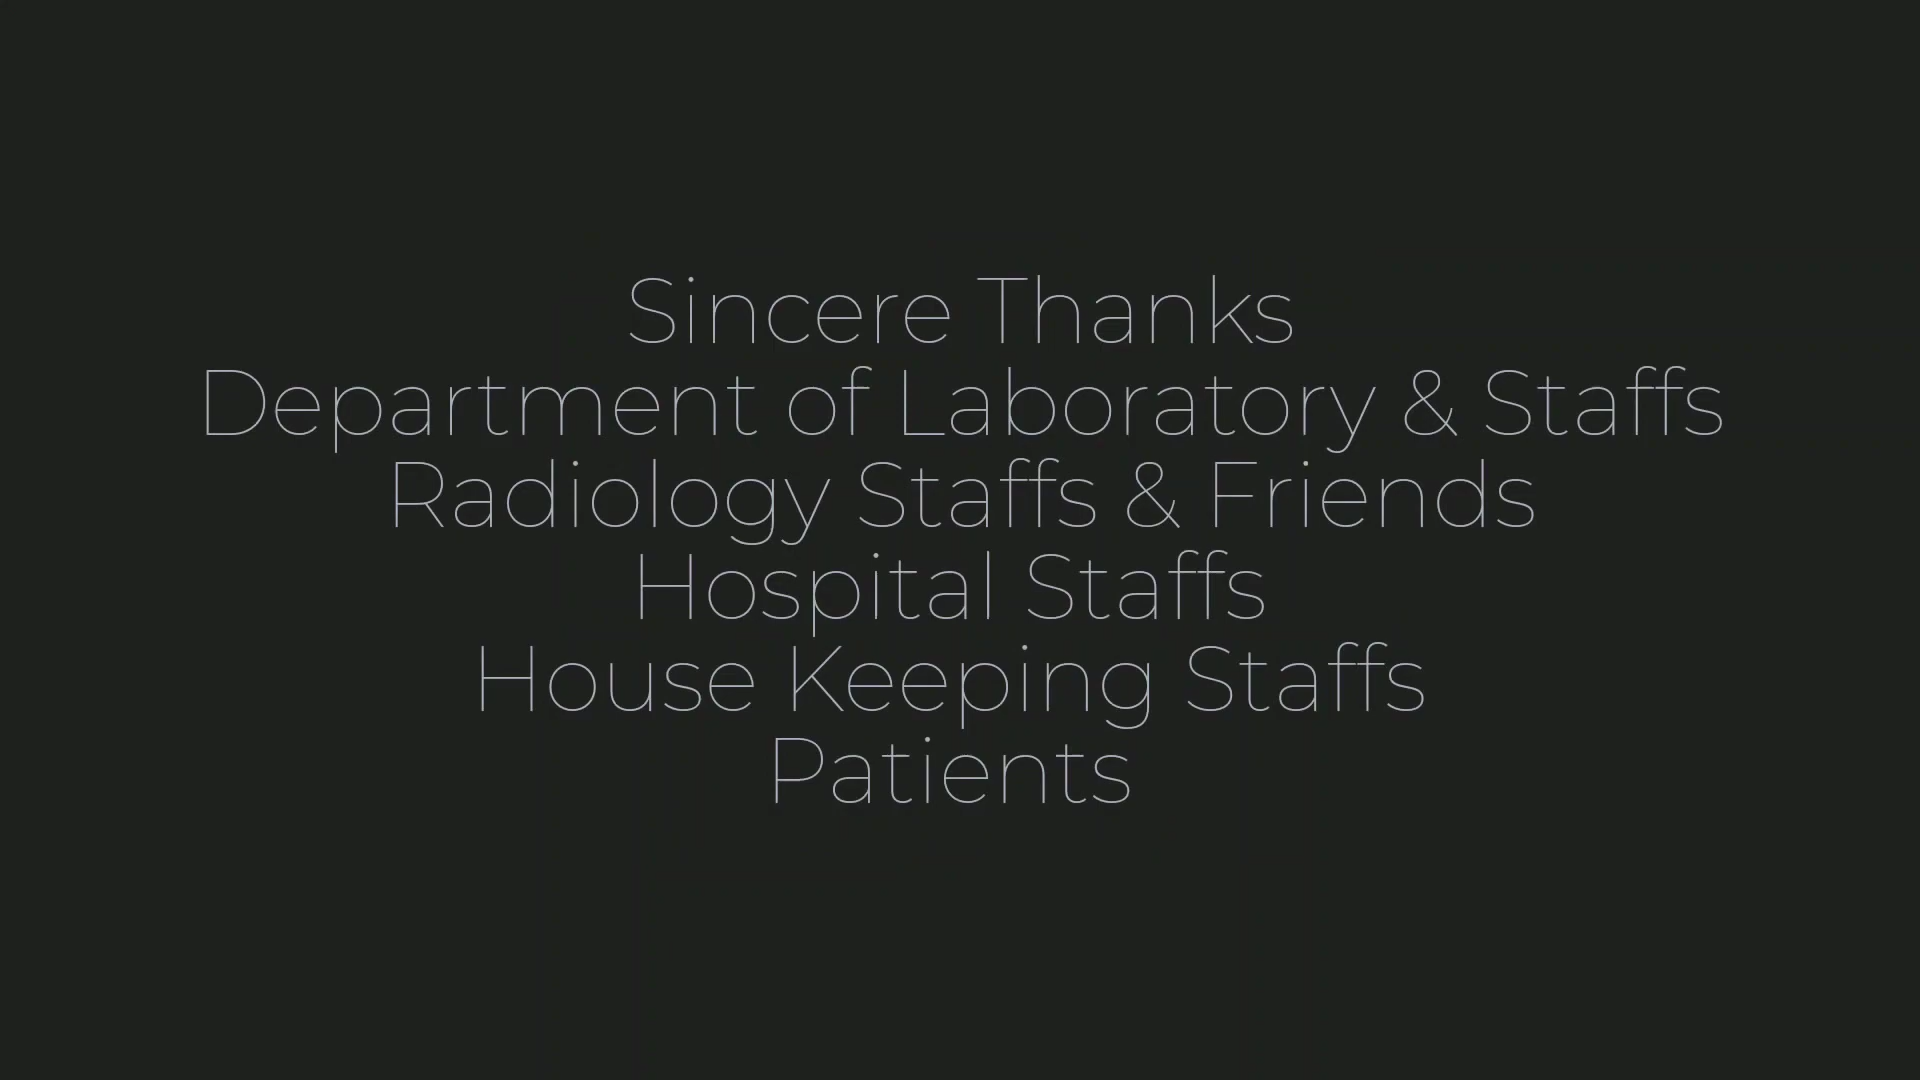 Sincere Thanks
Department of Laboratory & Staffs
Radiology Staffs & Friends
Hospital Staffs
House Keeping Staffs
Patients